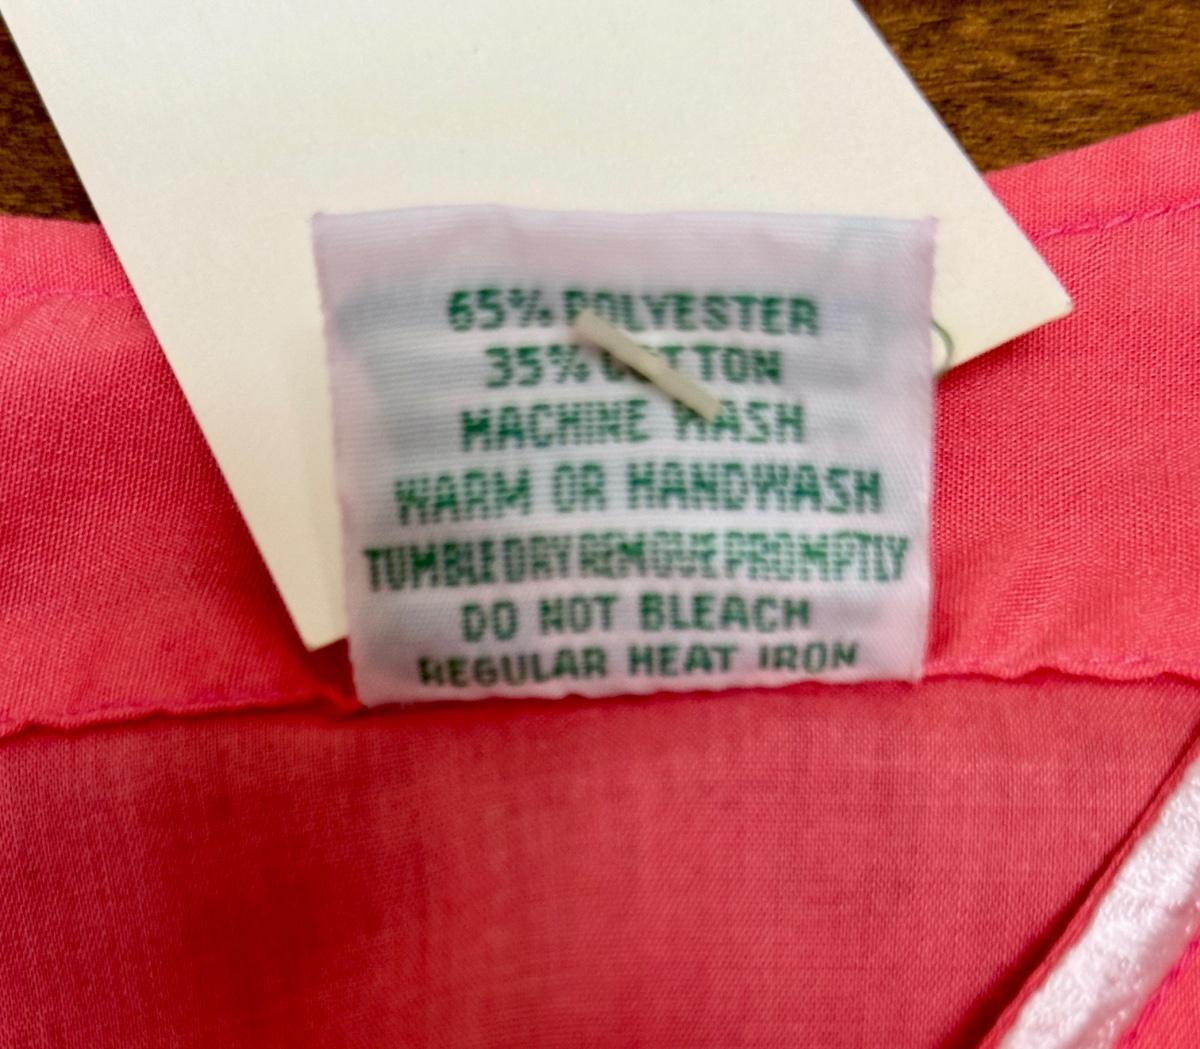 65% POLYESTER
35% COTTON
MACHINE WASH
WARM OR HANDWASH
TUMBLE DRY REMOVE PROMPTLY
DO NOT BLEACH
REGULAR HEAT IRON